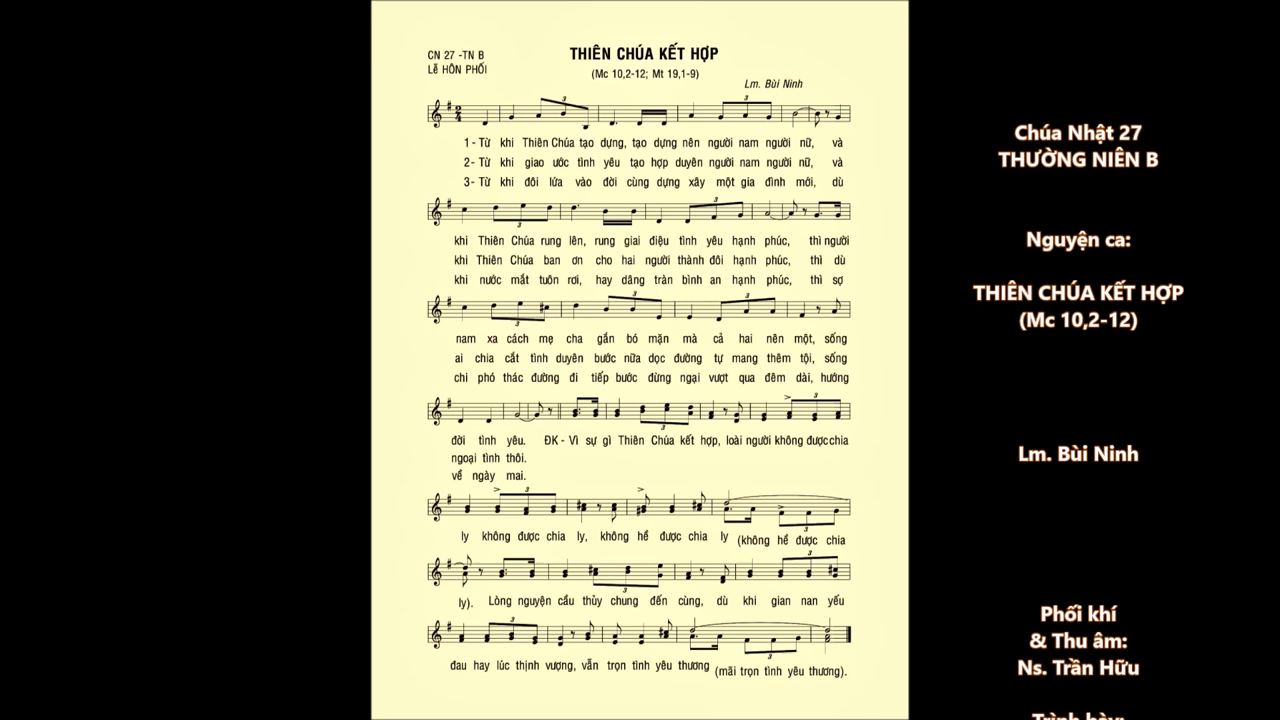 CN 27 -TN B
LỄ HÔN PHỐI
THIÊN CHÚA KẾT HỢP
(Mc 10,2-12; Mt 19,1-9)
Lm. Bùi Ninh
1- Từ khi Thiên Chúa tạo dựng, tạo dựng nên người nam người nữ, và
2- Từ khi giao ước tình yêu tạo hợp duyên người nam người nữ, và
3- Từ khi đôi lứa vào đời cùng dựng xây một gia đình mới, dù
khi Thiên Chúa rung lên, rung giai điệu tình yêu hạnh phúc, thì người
khi Thiên Chúa ban ơn cho hai người thành đôi hạnh phúc, thì dù
khi nước mắt tuôn rơi, hay dâng tràn bình an hạnh phúc, thì sợ
nam xa cách mẹ cha gắn bó mặn mà cả hai nên một, sống
ai chia cắt tình duyên bước nữa dọc đường tự mang thêm tội, sống
chi phó thác đường đi tiếp bước đừng ngại vượt qua đêm dài, hướng
đời tình yêu. ĐK - Vì sự gì Thiên Chúa kết hợp, loài người không được chia
ngoại tình thôi.
về ngày mai.
ly không được chia ly, không hề được chia ly (không hề được chia
ly). Lòng nguyện cầu thủy chung đến cùng, dù khi gian nan yếu
đau hay lúc thịnh vượng, vẫn trọn tình yêu thương (mãi trọn tình yêu thương).
Chúa Nhật 27
THƯỜNG NIÊN B
Nguyện ca:
THIÊN CHÚA KẾT HỢP
(Mc 10,2-12)
Lm. Bùi Ninh
Phối khí
& Thu âm:
Ns. Trần Hữu
Trình bày: